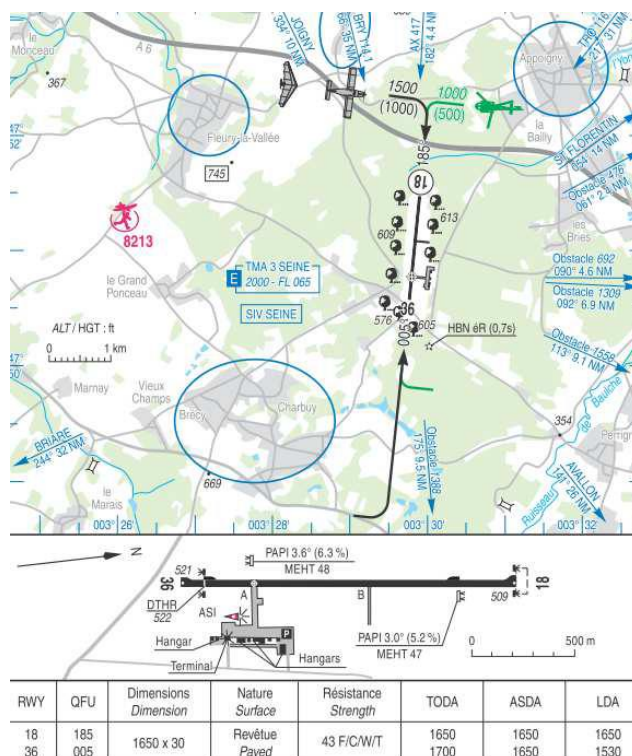 le
Monceau
A 6
367
JOIGNY
334° 10 NM
BRY 114.1
35 NM
AX 417
182° 4.4 NM
1500
(1000)
1000
(500)
Appoigny
217° 31 NM
la
Bailly
Fleury-la-Vallée
745
185°
18
ST FLORENTIN
054° 14 NM
Obstacle 476
061° 2.4 NM
8213
613
609
les
Bries
E
TMA 3 SEINE
2000 - FL 065
SIV SEINE
le Grand
Ponceau
Obstacle 692
090° 4.6 NM
Obstacle 1309
092° 6.9 NM
36
576
605
005°
HBN éR (0,7s)
ALT / HGT : ft
0
1 km
Obstacle 1558
113° 9.1 NM
Marnay
Vieux
Champs
Brécy
Charbuy
354
BRIARE
244° 32 NM
Obstacle 1388
175° 9.5 NM
Ruisseau
de
Baulche
Perrign
AVALLON
141° 26 NM
669
le
Marais
003° 26'
003° 28'
003° 30'
003° 32'
N
PAPI 3.6° (6.3 %)
MEHT 48
36
521
DTHR
522
A
B
509
18
ASI
P
Hangar
Terminal
Hangars
PAPI 3.0° (5.2 %)
MEHT 47
0
500 m
RWY QFU Dimensions Nature Résistance TODA ASDA LDA
Dimension Surface Strength
18 185 1650 x 30 Revêtue 43 F/C/W/T 1650 1650 1650
36 005 Paved 1700 1650 1530